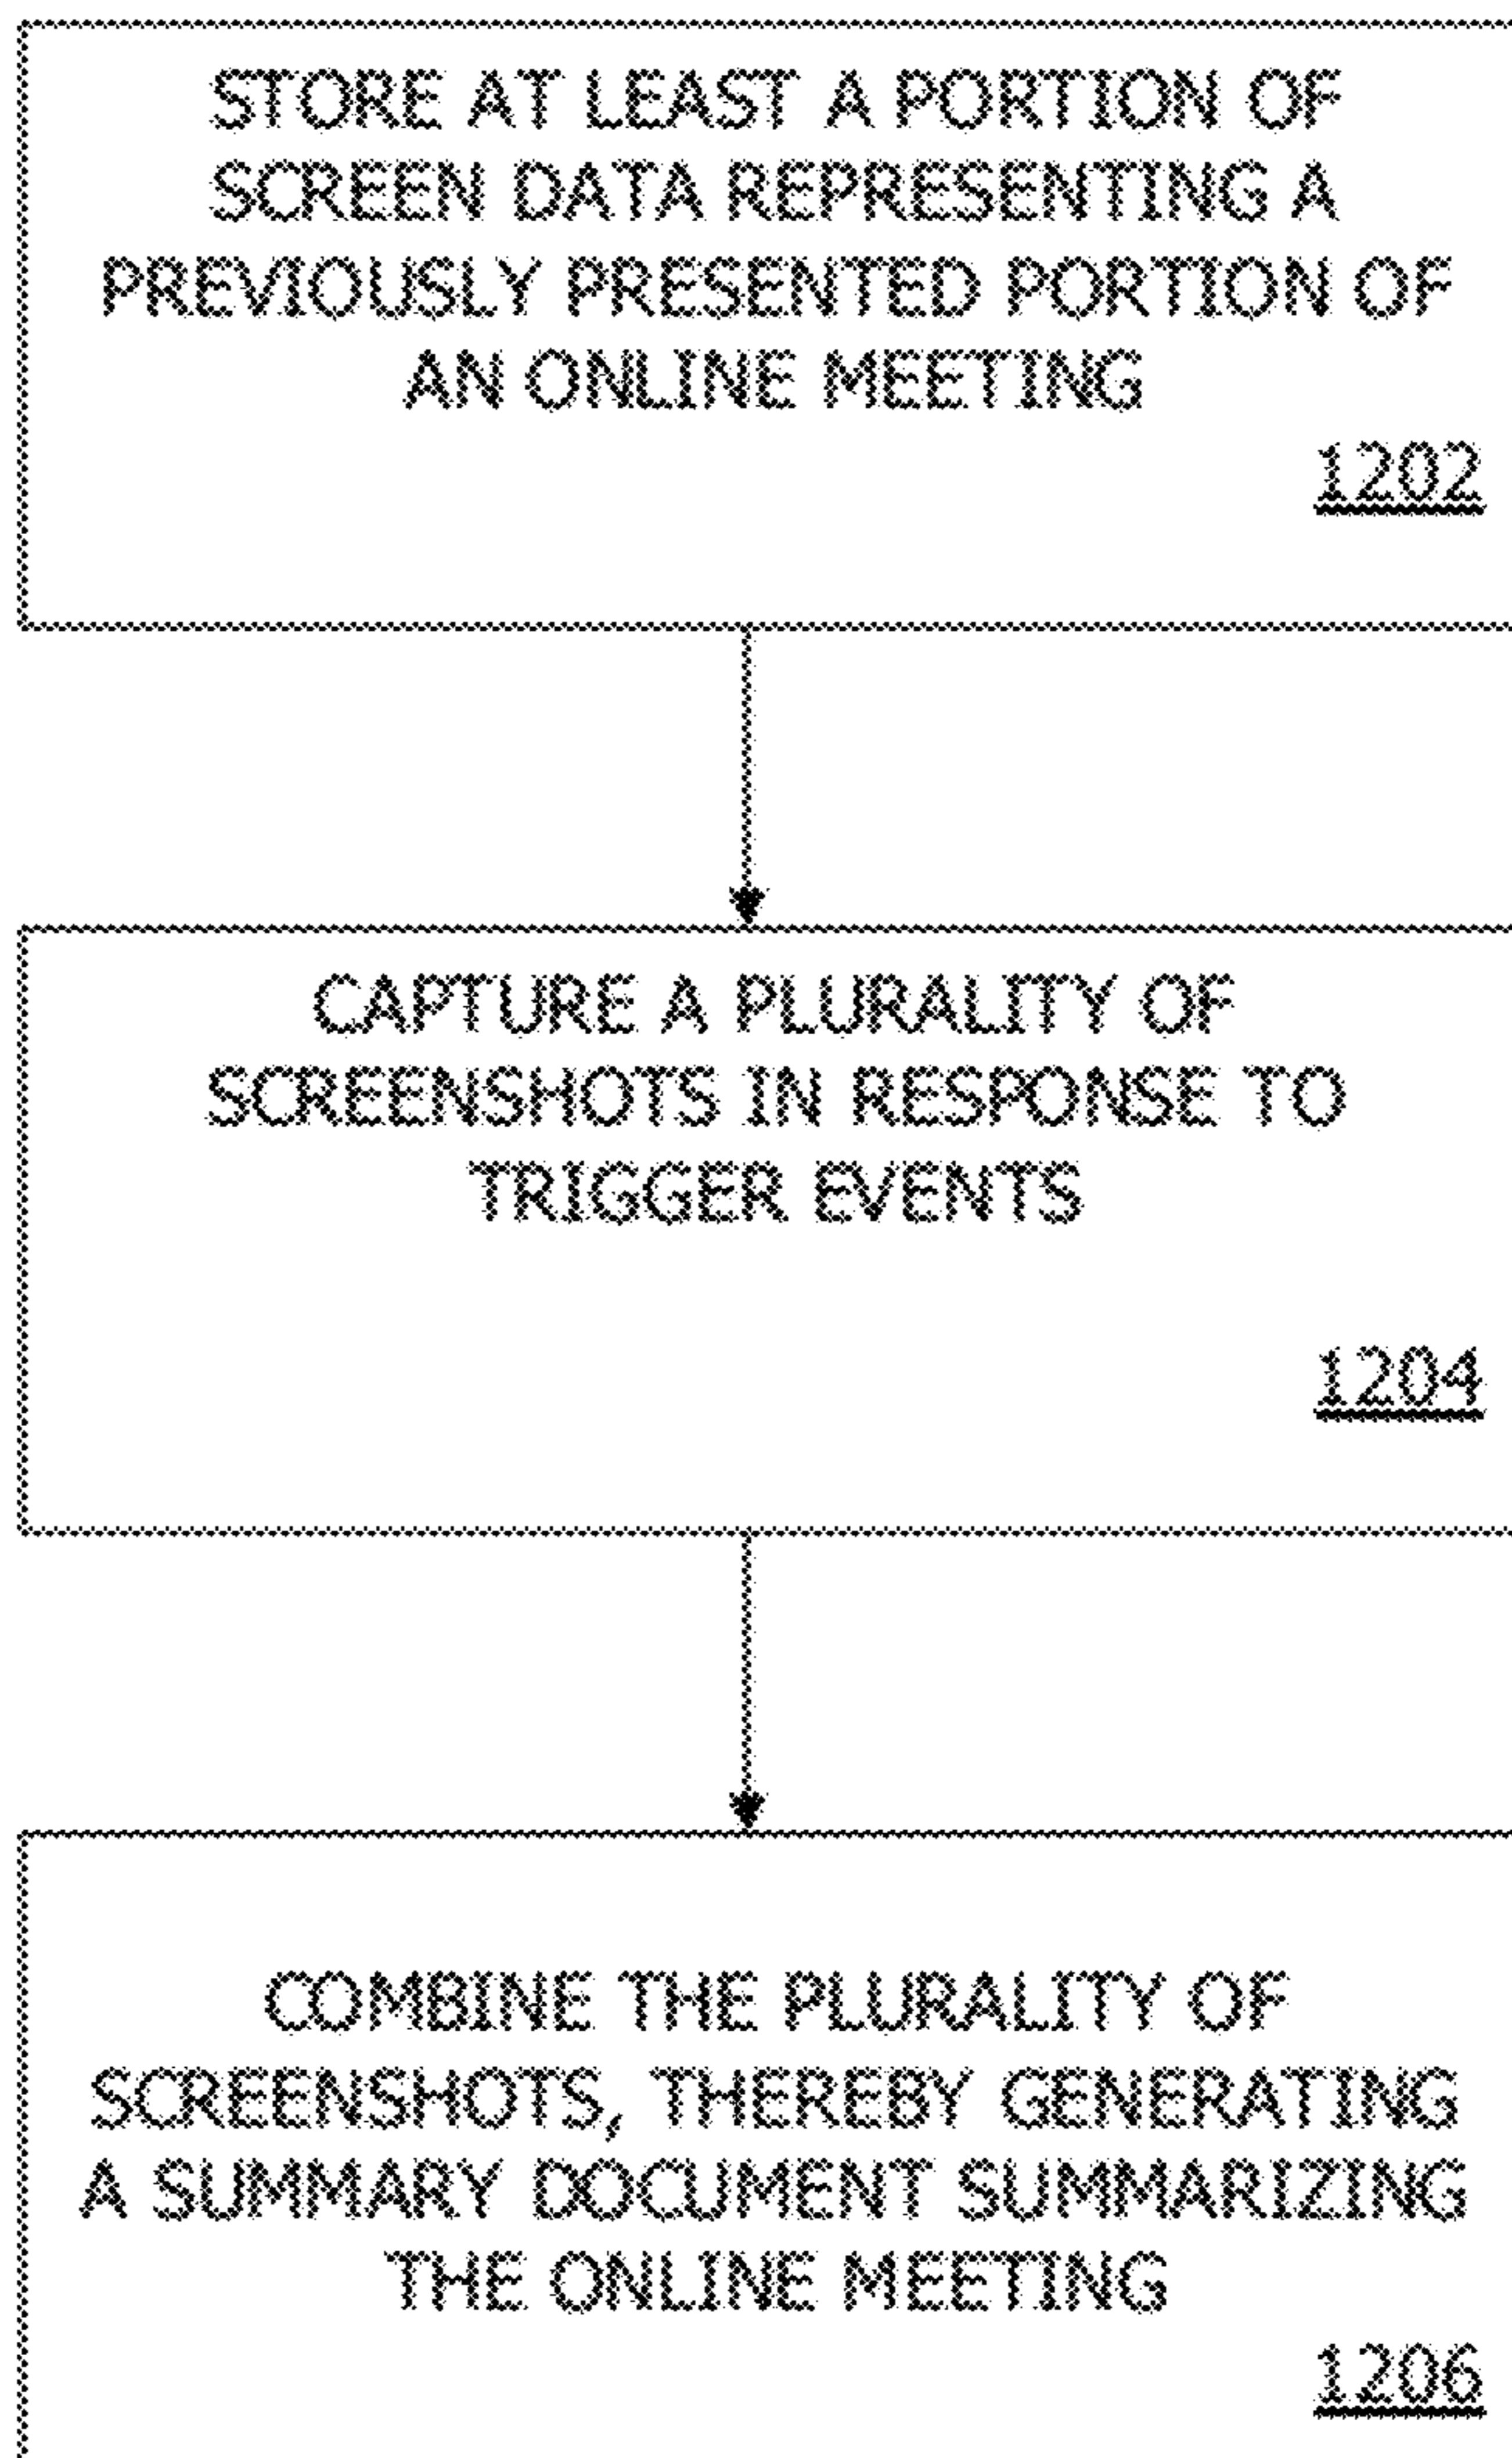 STORE AT LEAST A PORTION OF
SCREEN DATA REPRESENTING A
PREVIOUSLY PRESENTED PORTION OF
AN ONLINE MEETING
1202
CAPTURE A PLURALITY OF
SCREENSHOTS IN RESPONSE TO
TRIGGER EVENTS
1204
COMBINE THE PLURALITY OF
SCREENSHOTS, THEREBY GENERATING
A SUMMARY DOCUMENT SUMMARIZING
THE ONLINE MEETING
1206